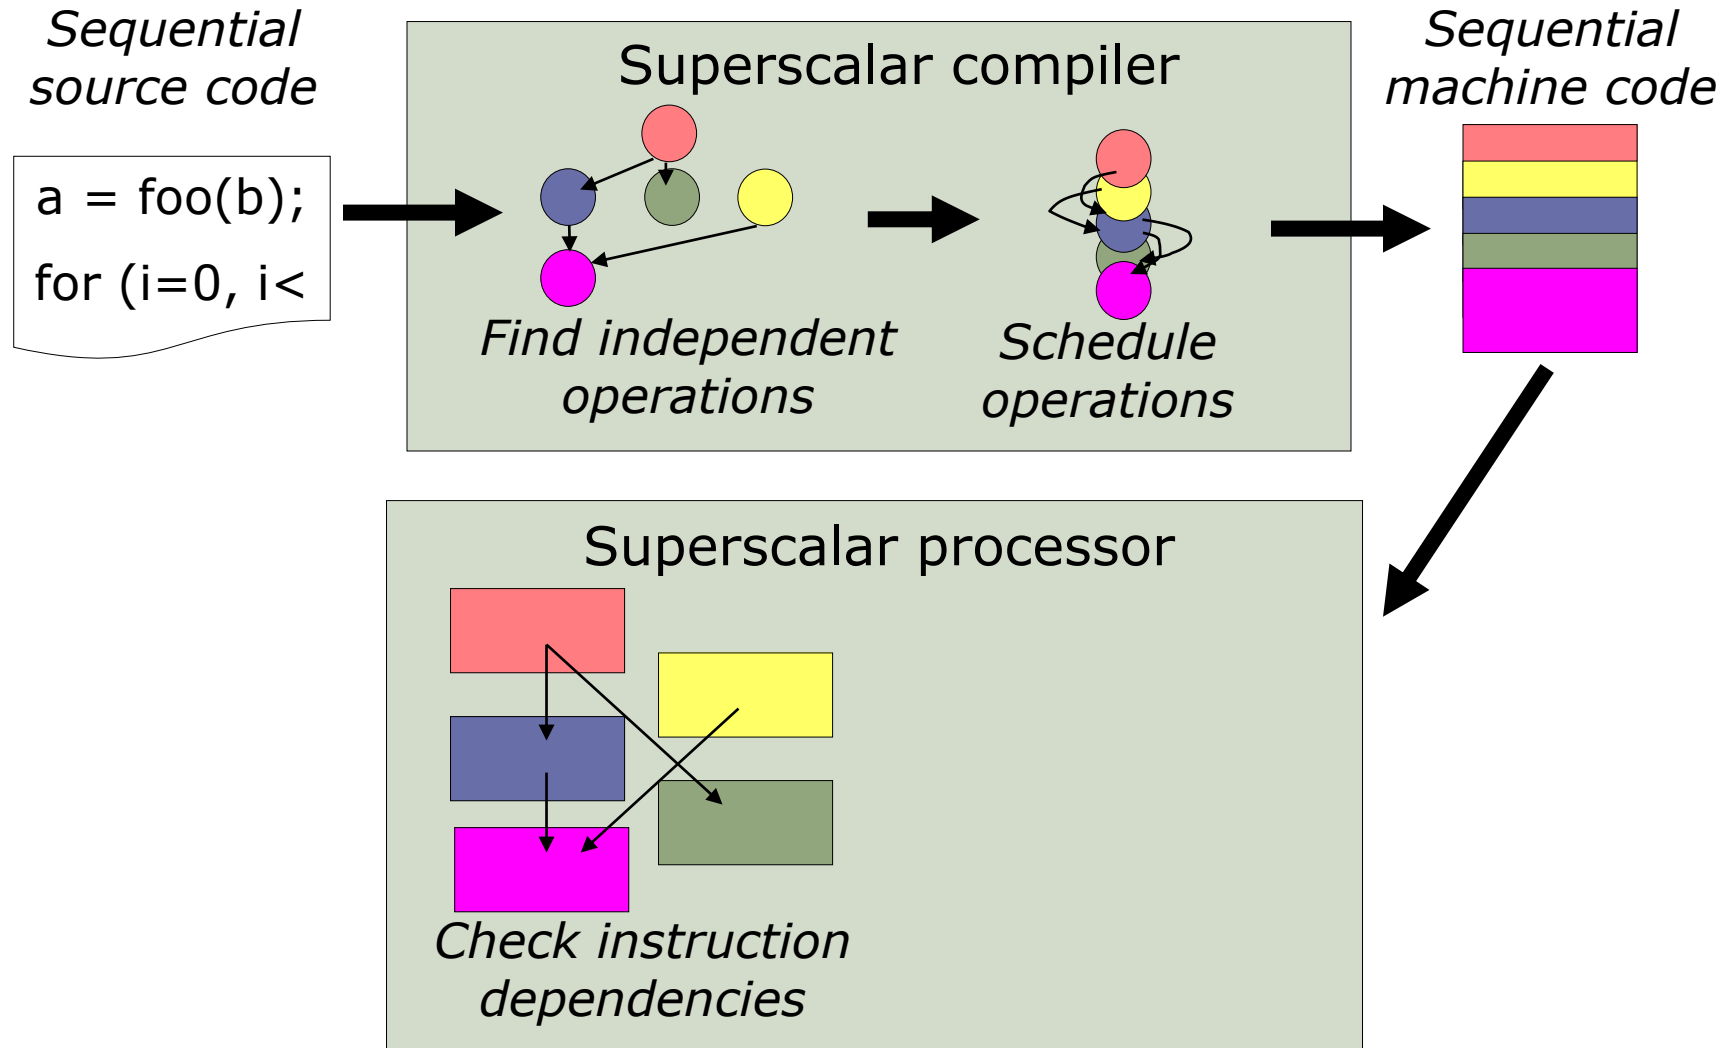 Sequential
source code
a = foo(b);
for (i=0, i<
Superscalar compiler
Find independent
operations
Schedule
operations
Sequential
machine code
Superscalar processor
Check instruction
dependencies